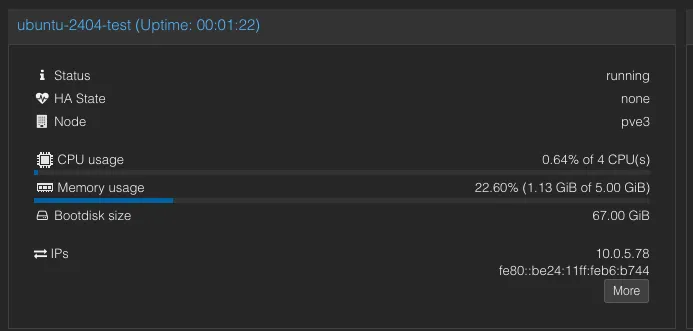 ubuntu-2404-test (Uptime: 00:01:22)
Status running
HA State none
Node pve3
CPU usage 0.64% of 4 CPU(s)
Memory usage 22.60% (1.13 GiB of 5.00 GiB)
Bootdisk size 67.00 GiB
IPs 10.0.5.78
fe80::be24:11ff:feb6:b744
More